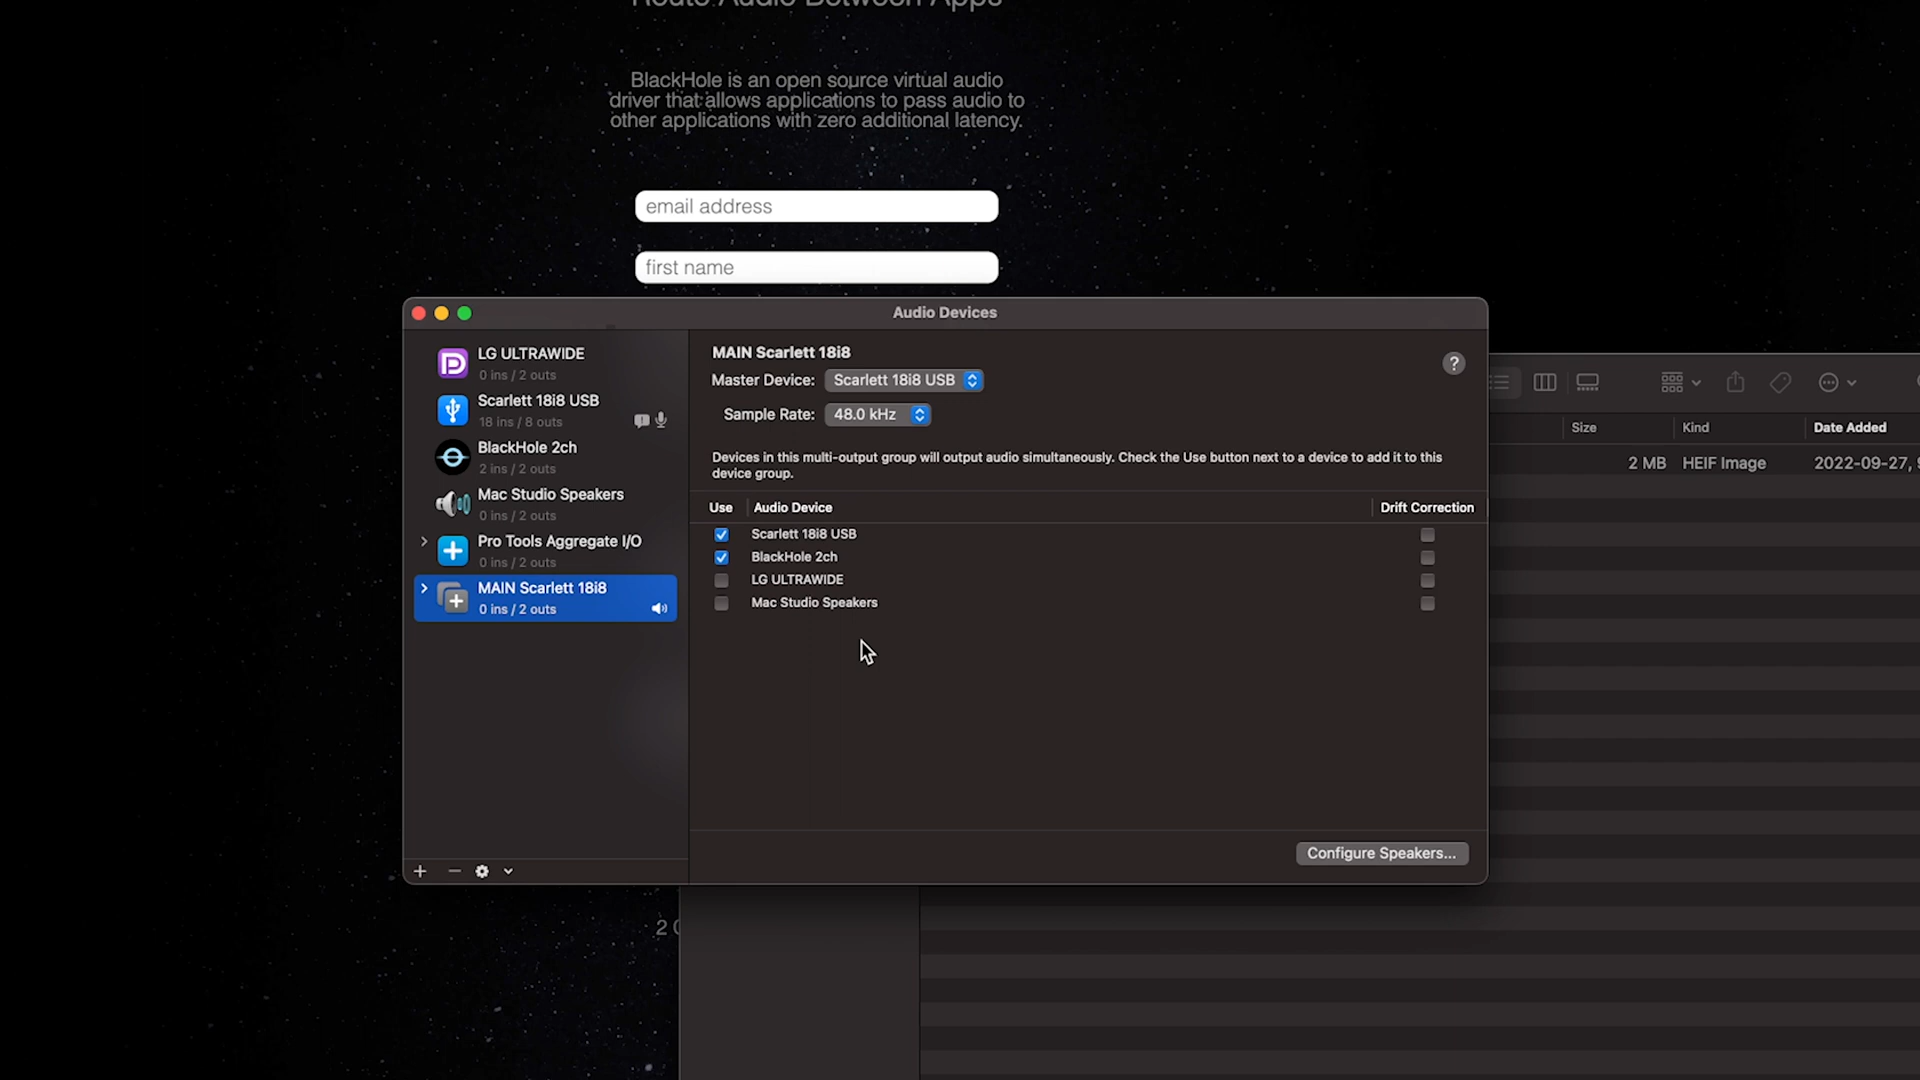 Route Audio Between Apps
BlackHole is an open source virtual audio
driver that allows applications to pass audio to
other applications with zero additional latency.
email address
first name
Audio Devices
LG ULTRAWIDE
0 ins / 2 outs
Scarlett 18i8 USB
18 ins / 8 outs
BlackHole 2ch
2 ins / 2 outs
Mac Studio Speakers
0 ins / 2 outs
Pro Tools Aggregate I/O
0 ins / 2 outs
MAIN Scarlett 18i8
0 ins / 2 outs
MAIN Scarlett 18i8
?
Master Device: Scarlett 18i8 USB
Sample Rate: 48.0 kHz
Devices in this multi-output group will output audio simultaneously. Check the Use button next to a device to add it to this
device group.
Use Audio Device Drift Correction
Scarlett 18i8 USB
BlackHole 2ch
LG ULTRAWIDE
Mac Studio Speakers
Configure Speakers...
Size Kind Date Added
2 MB HEIF Image 2022-09-27,
2